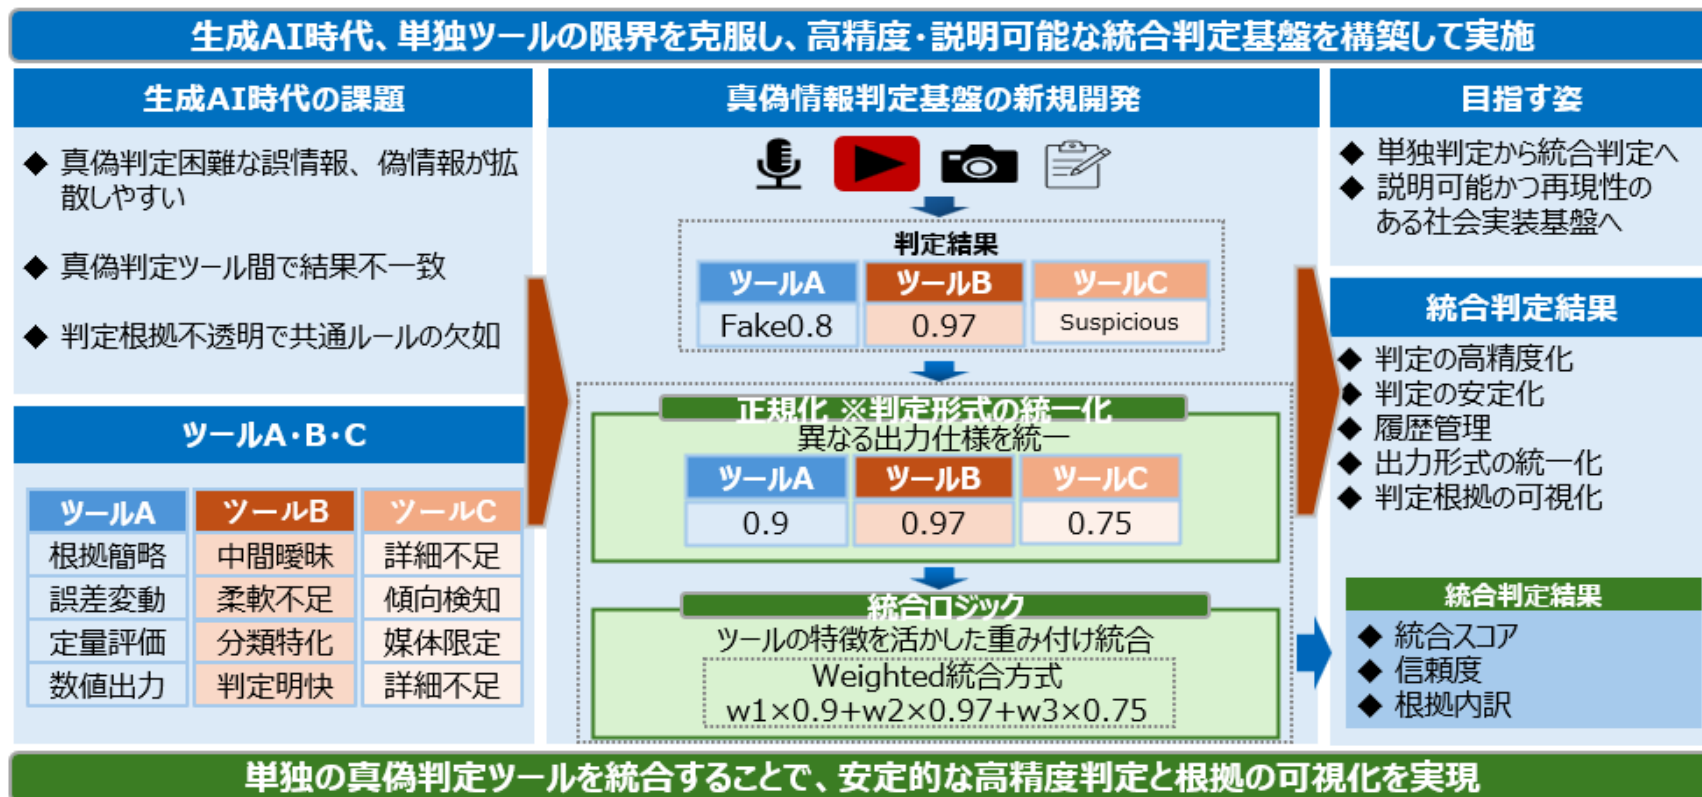 生成AI時代、単独ツールの限界を克服し、高精度・説明可能な統合判定基盤を構築して実施
生成AI時代の課題
◆ 真偽判定困難な誤情報、偽情報が拡
散しやすい
◆ 真偽判定ツール間で結果不一致
◆ 判定根拠不透明で共通ルールの欠如
ツールA・B・C
ツールA ツールB ツールC
根拠簡略 中間曖昧 詳細不足
誤差変動 柔軟不足 傾向検知
定量評価 分類特化 媒体限定
数値出力 判定明快 詳細不足
真偽情報判定基盤の新規開発
判定結果
ツールA ツールB ツールC
Fake0.8 0.97 Suspicious
正規化 ※判定形式の統一化
異なる出力仕様を統一
ツールA ツールB ツールC
0.9 0.97 0.75
統合ロジック
ツールの特徴を活かした重み付け統合
Weighted統合方式
w1×0.9+w2×0.97+w3×0.75
目指す姿
◆ 単独判定から統合判定へ
◆ 説明可能かつ再現性の
ある社会実装基盤へ
統合判定結果
◆ 判定の高精度化
◆ 判定の安定化
◆ 履歴管理
◆ 出力形式の統一化
◆ 判定根拠の可視化
統合判定結果
◆ 統合スコア
◆ 信頼度
◆ 根拠内訳
単独の真偽判定ツールを統合することで、安定的な高精度判定と根拠の可視化を実現